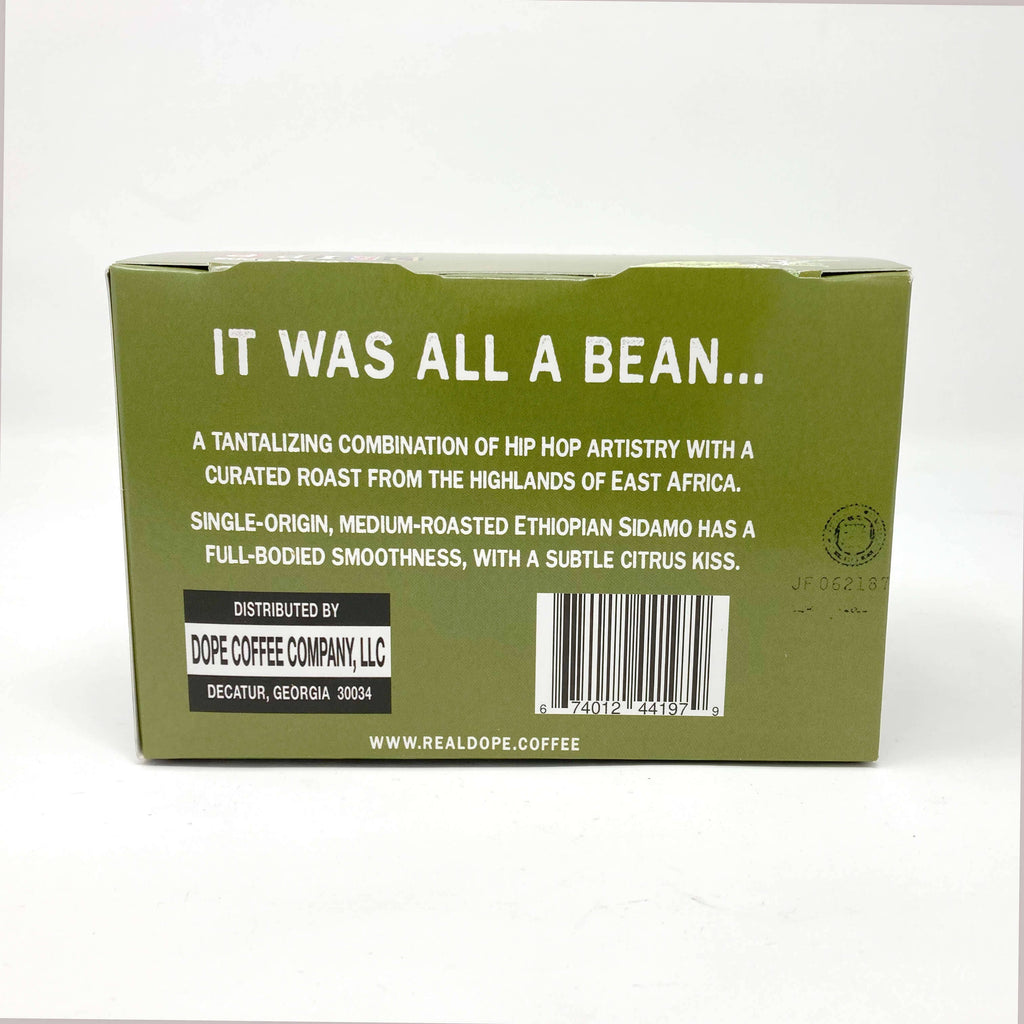 IT WAS ALL A BEAN...
A TANTALIZING COMBINATION OF HIP HOP ARTISTRY WITH A
CURATED ROAST FROM THE HIGHLANDS OF EAST AFRICA.
SINGLE-ORIGIN, MEDIUM-ROASTED ETHIOPIAN SIDAMO HAS A
FULL-BODIED SMOOTHNESS, WITH A SUBTLE CITRUS KISS.
JF062187
DISTRIBUTED BY
DOPE COFFEE COMPANY, LLC
DECATUR, GEORGIA 30034
6 74012 44197 9
WWW.REALDOPE.COFFEE